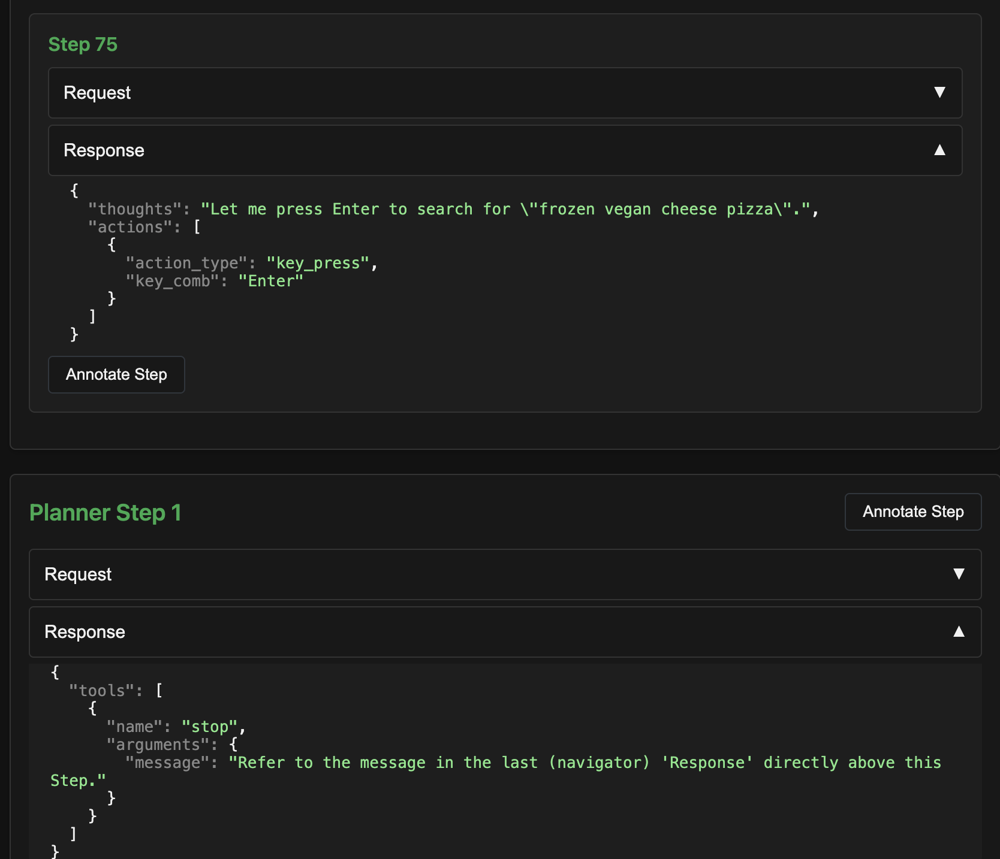 Step 75
Request ▼
Response ▲
{
  "thoughts": "Let me press Enter to search for \"frozen vegan cheese pizza\".",
  "actions": [
    {
      "action_type": "key_press",
      "key_comb": "Enter"
    }
  ]
}
Annotate Step
Planner Step 1
Annotate Step
Request ▼
Response ▲
{
  "tools": [
    {
      "name": "stop",
      "arguments": {
        "message": "Refer to the message in the last (navigator) 'Response' directly above this
Step."
      }
    }
  ]
}